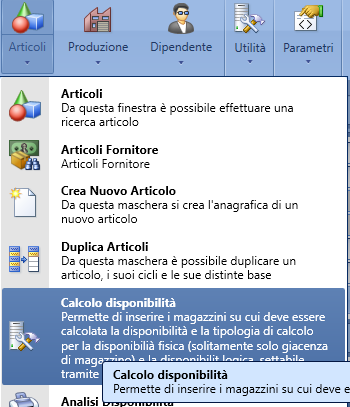 Articoli
Produzione
Dipendente
Utilità
Parametri
Articoli
Da questa finestra è possibile effettuare una
ricerca articolo
Articoli Fornitore
Articoli Fornitore
Crea Nuovo Articolo
Da questa maschera si crea l'anagrafica di un
nuovo articolo
Duplica Articoli
Da questa maschera è possibile duplicare un
articolo, i suoi cicli e le sue distinte base
Calcolo disponibilità
Permette di inserire i magazzini su cui deve essere
calcolata la disponibilità e la tipologia di calcolo
per la disponibilià fisica (solitamente solo giacenza
di magazzino) e la disponibilit logica, settabile
tramite
Calcolo disponibilità
Permette di inserire i magazzini su cui deve e
Analisi Disponibilità